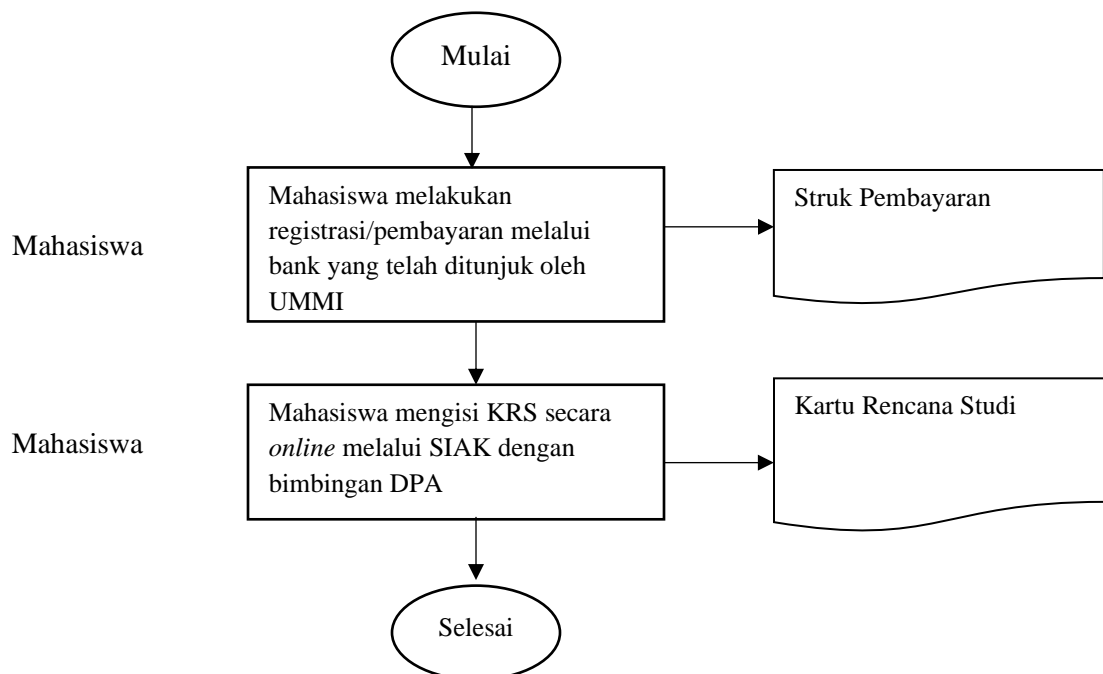 Mulai
Mahasiswa
Mahasiswa melakukan
registrasi/pembayaran melalui
bank yang telah ditunjuk oleh
UMMI
Struk Pembayaran
Mahasiswa
Mahasiswa mengisi KRS secara
online melalui SIAK dengan
bimbingan DPA
Kartu Rencana Studi
Selesai